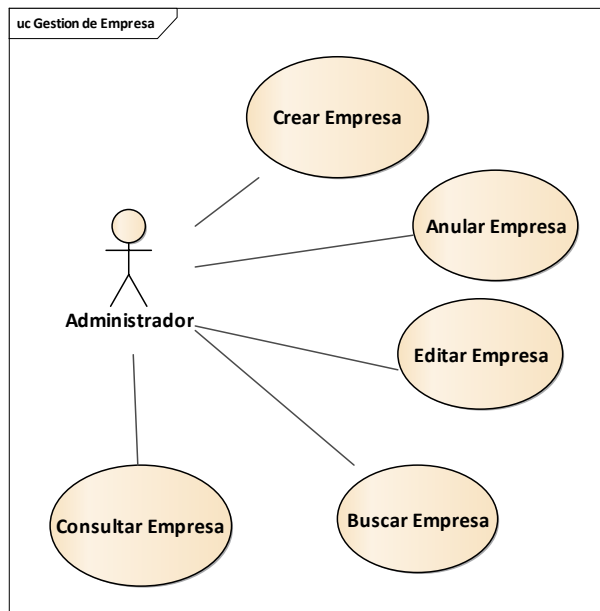 uc Gestion de Empresa
Crear Empresa
Anular Empresa
Administrador
Editar Empresa
Consultar Empresa
Buscar Empresa